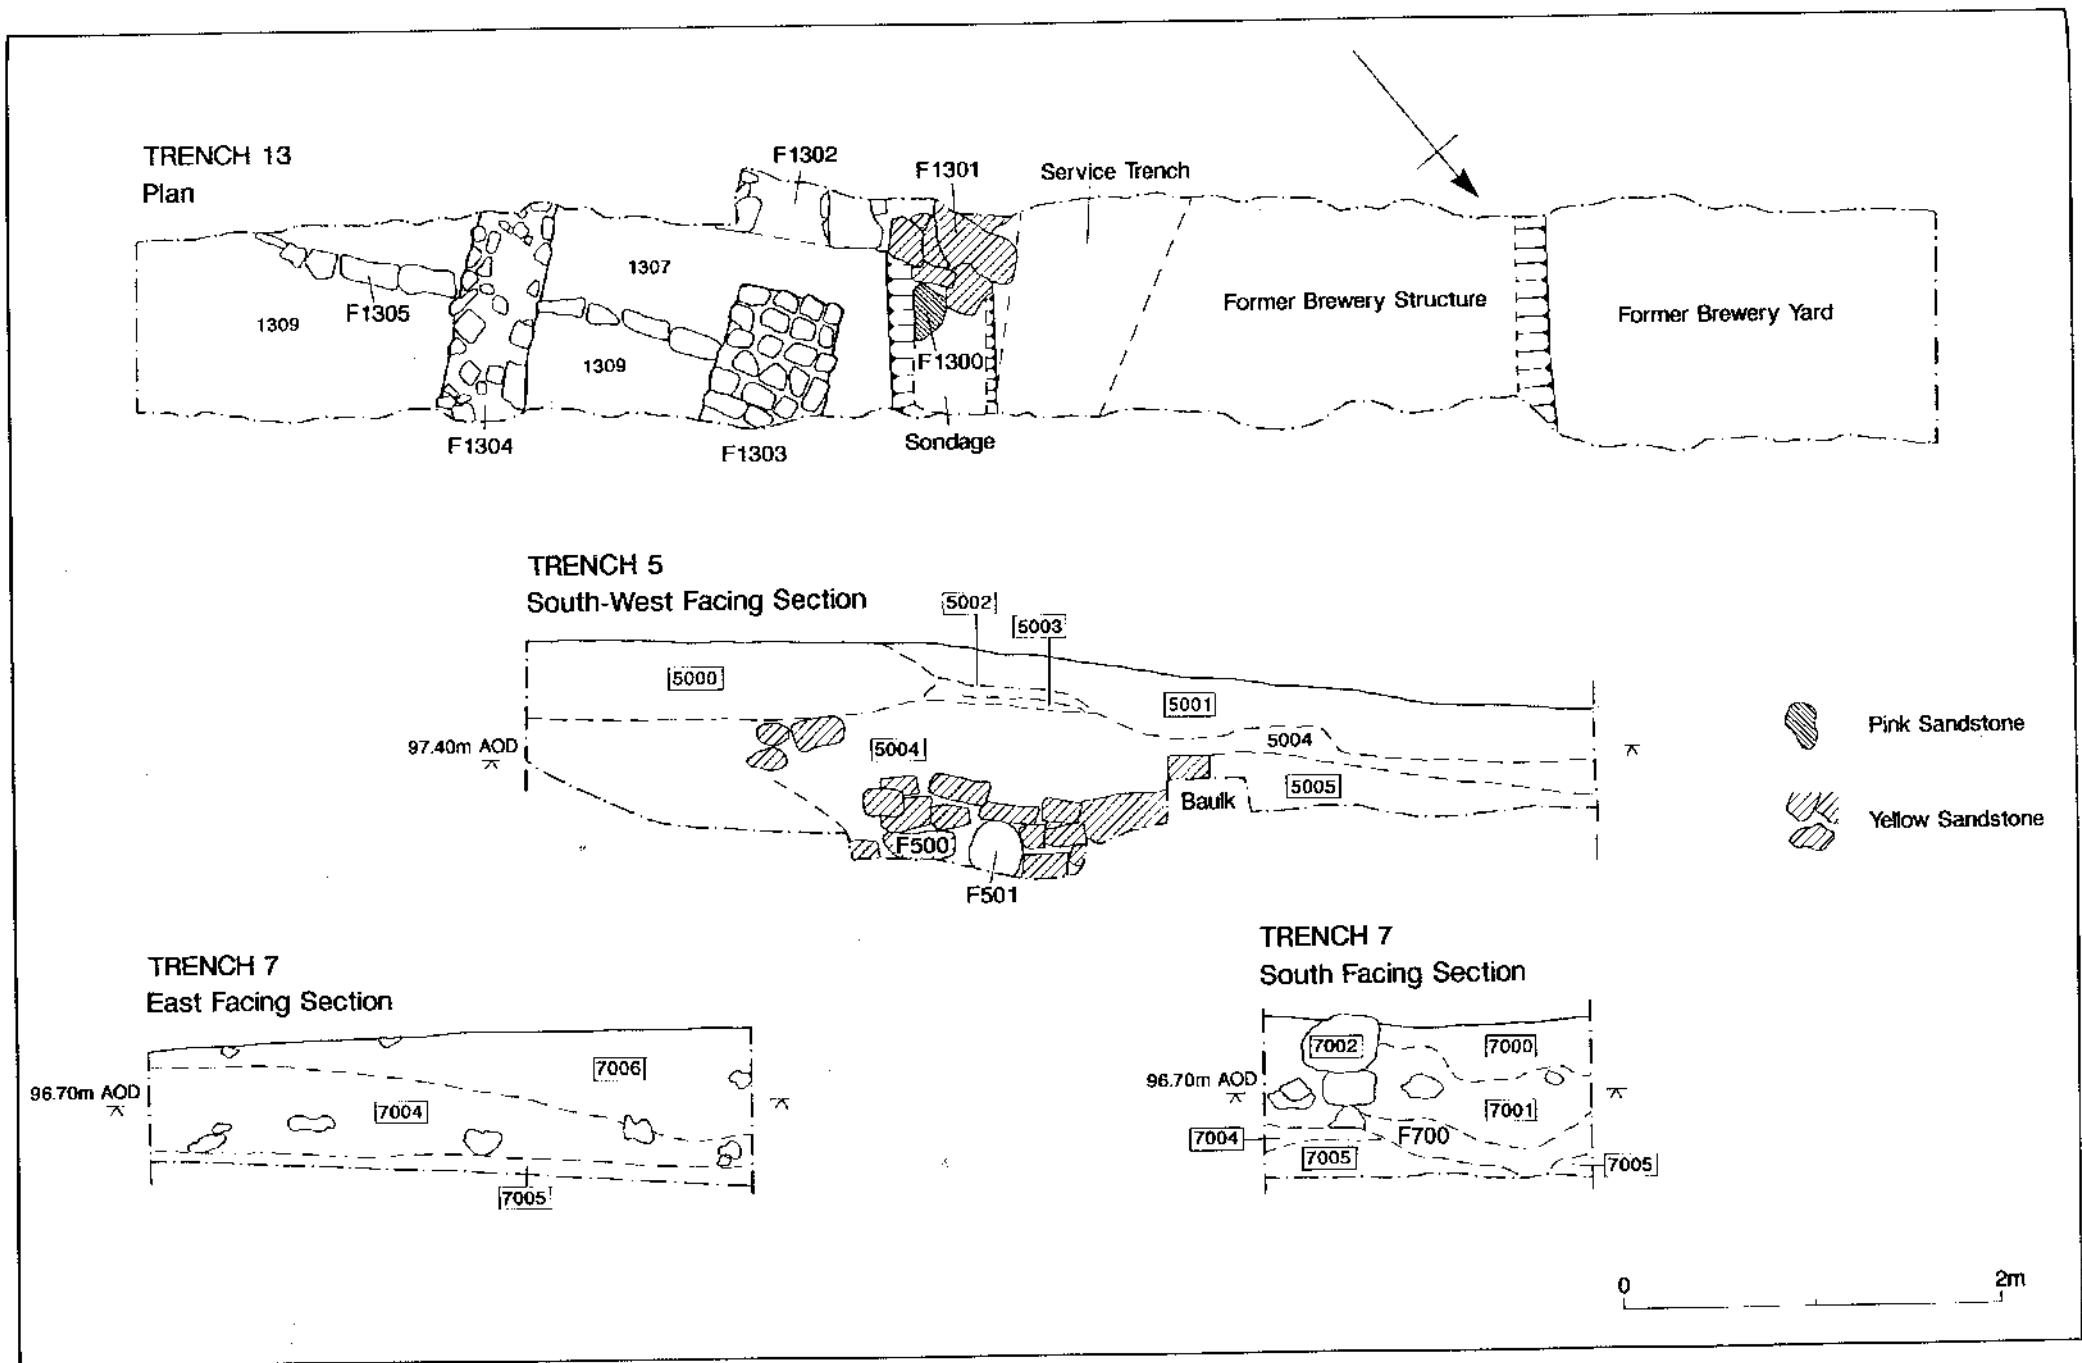 TRENCH 13
Plan
F1302
F1301
Service Trench
1307
F1305
1309
1309
F1300
Former Brewery Structure
Former Brewery Yard
F1304
F1303
Sondage
TRENCH 5
South-West Facing Section
5002
5003
5000
5001
97.40m AOD
5004
5004
5005
Baulk
F500
F501
Pink Sandstone
Yellow Sandstone
TRENCH 7
East Facing Section
7006
96.70m AOD
7004
7005
TRENCH 7
South Facing Section
7002
7000
96.70m AOD
7001
7004
F700
7005
7005
0
2m